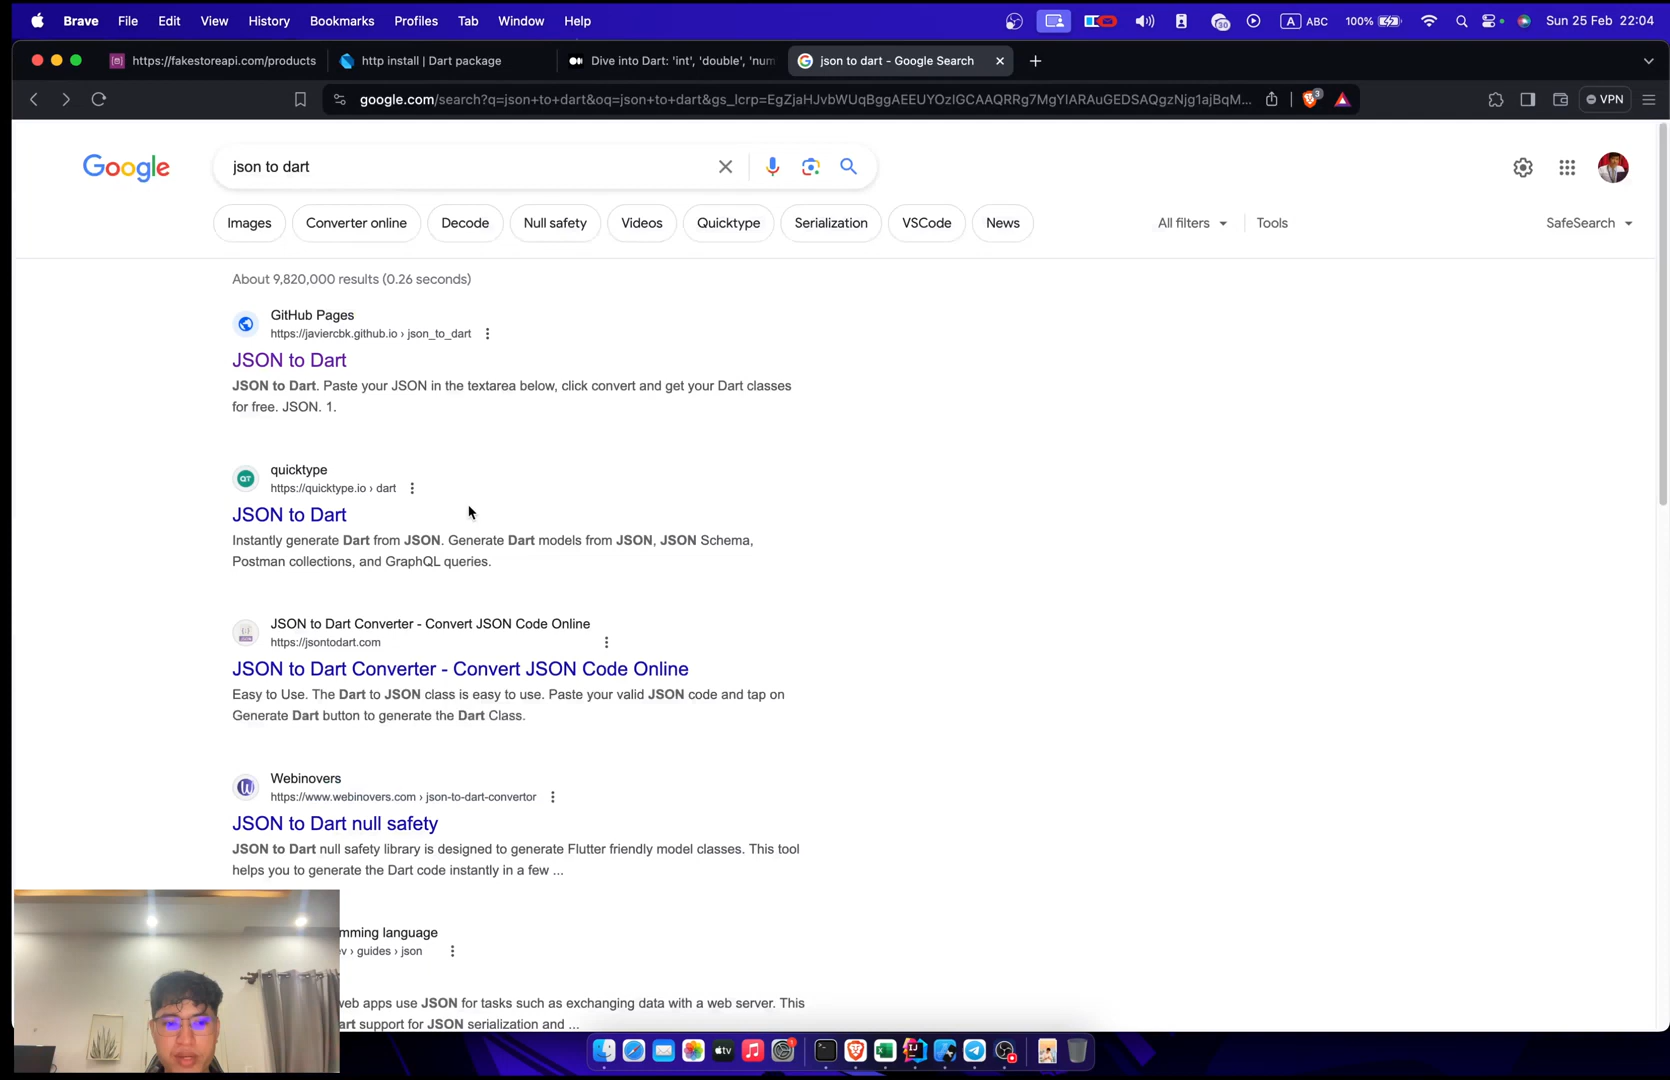 Brave File Edit View History Bookmarks Profiles Tab Window Help
30 A ABC 100% Sun 25 Feb 22:04
https://fakestoreapi.com/products
http install | Dart package
Dive into Dart: 'int', 'double', 'num
json to dart - Google Search
google.com/search?q=json+to+dart&oq=json+to+dart&gs_lcrp=EgZjaHJvbWUqBggAEEUYOzIGCAAQRRg7MgYIARAuGEDSAQgzNjg1ajBqM...
3
VPN
Google
json to dart
Images Converter online Decode Null safety Videos Quicktype Serialization VSCode News
All filters Tools SafeSearch
About 9,820,000 results (0.26 seconds)
GitHub Pages
https://javiercbk.github.io › json_to_dart
JSON to Dart
JSON to Dart. Paste your JSON in the textarea below, click convert and get your Dart classes
for free. JSON. 1.
QT
quicktype
https://quicktype.io › dart
JSON to Dart
Instantly generate Dart from JSON. Generate Dart models from JSON, JSON Schema,
Postman collections, and GraphQL queries.
JSON to Dart Converter - Convert JSON Code Online
https://jsontodart.com
JSON to Dart Converter - Convert JSON Code Online
Easy to Use. The Dart to JSON class is easy to use. Paste your valid JSON code and tap on
Generate Dart button to generate the Dart Class.
Webinovers
https://www.webinovers.com › json-to-dart-convertor
JSON to Dart null safety
JSON to Dart null safety library is designed to generate Flutter friendly model classes. This tool
helps you to generate the Dart code instantly in a few ...
mming language
ev › guides › json
web apps use JSON for tasks such as exchanging data with a web server. This
art support for JSON serialization and ...
tv